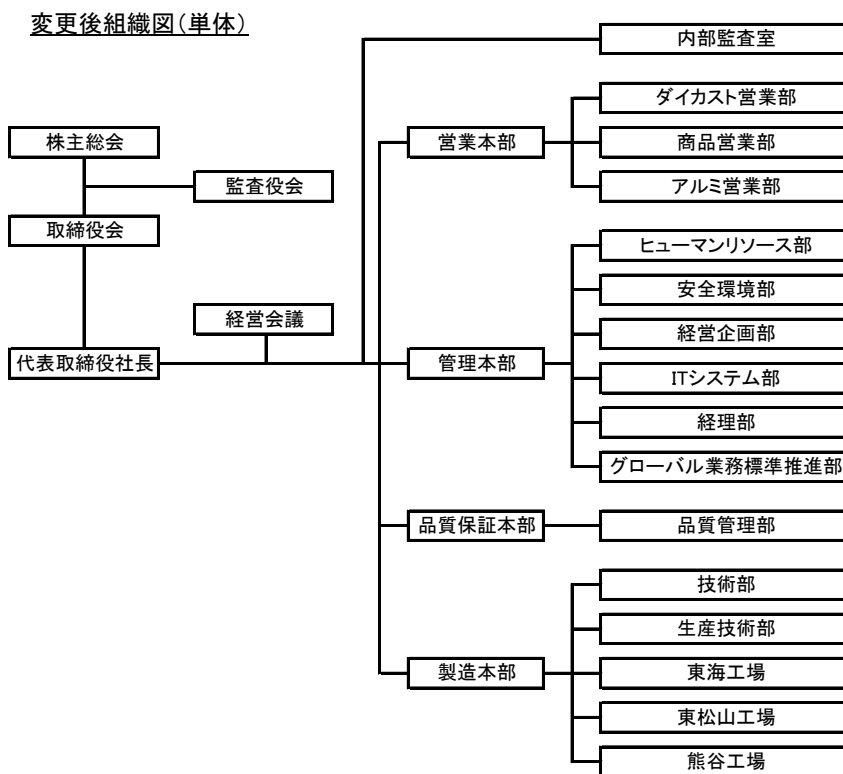 変更後組織図(単体)
内部監査室
ダイカスト営業部
株主総会
営業本部
商品営業部
監査役会
アルミ営業部
取締役会
ヒューマンリソース部
安全環境部
経営会議
経営企画部
代表取締役社長
管理本部
ITシステム部
経理部
グローバル業務標準推進部
品質保証本部
品質管理部
技術部
生産技術部
製造本部
東海工場
東松山工場
熊谷工場